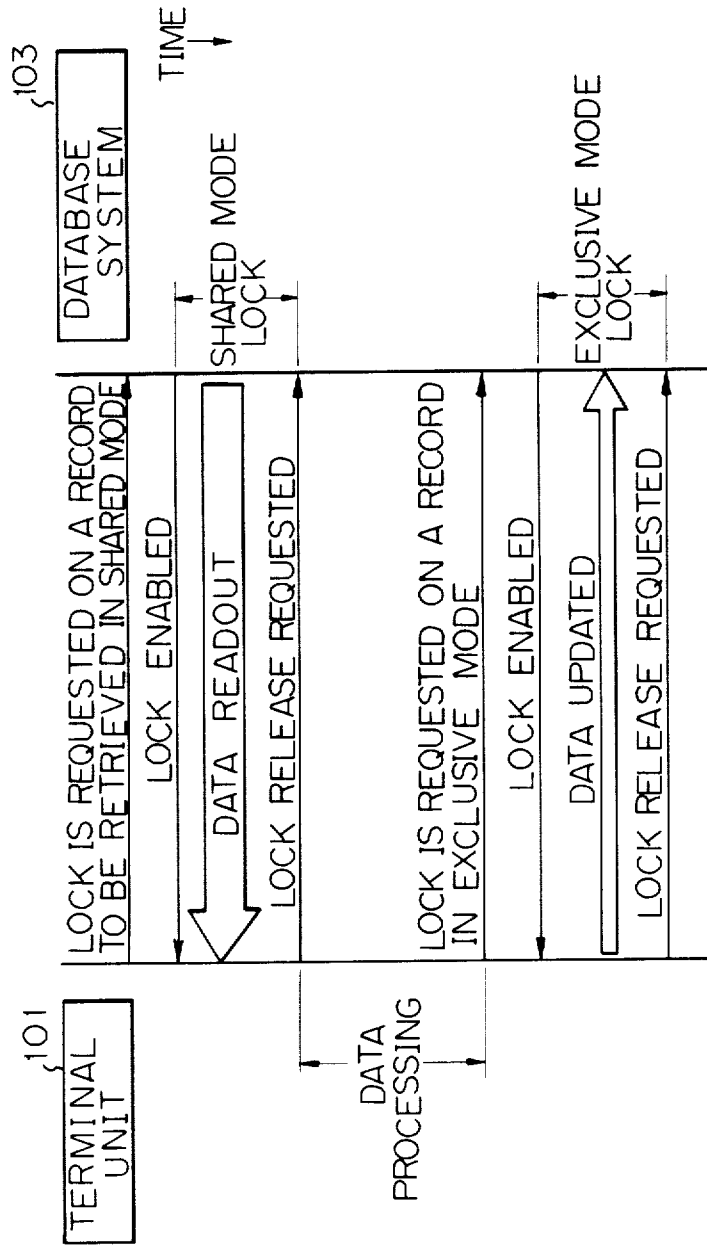 101
TERMINAL
UNIT
103
DATABASE
SYSTEM
TIME
LOCK IS REQUESTED ON A RECORD
TO BE RETRIEVED IN SHARED MODE
LOCK ENABLED
SHARED MODE
LOCK
DATA READOUT
LOCK RELEASE REQUESTED
DATA
PROCESSING
LOCK IS REQUESTED ON A RECORD
IN EXCLUSIVE MODE
LOCK ENABLED
EXCLUSIVE MODE
LOCK
DATA UPDATED
LOCK RELEASE REQUESTED